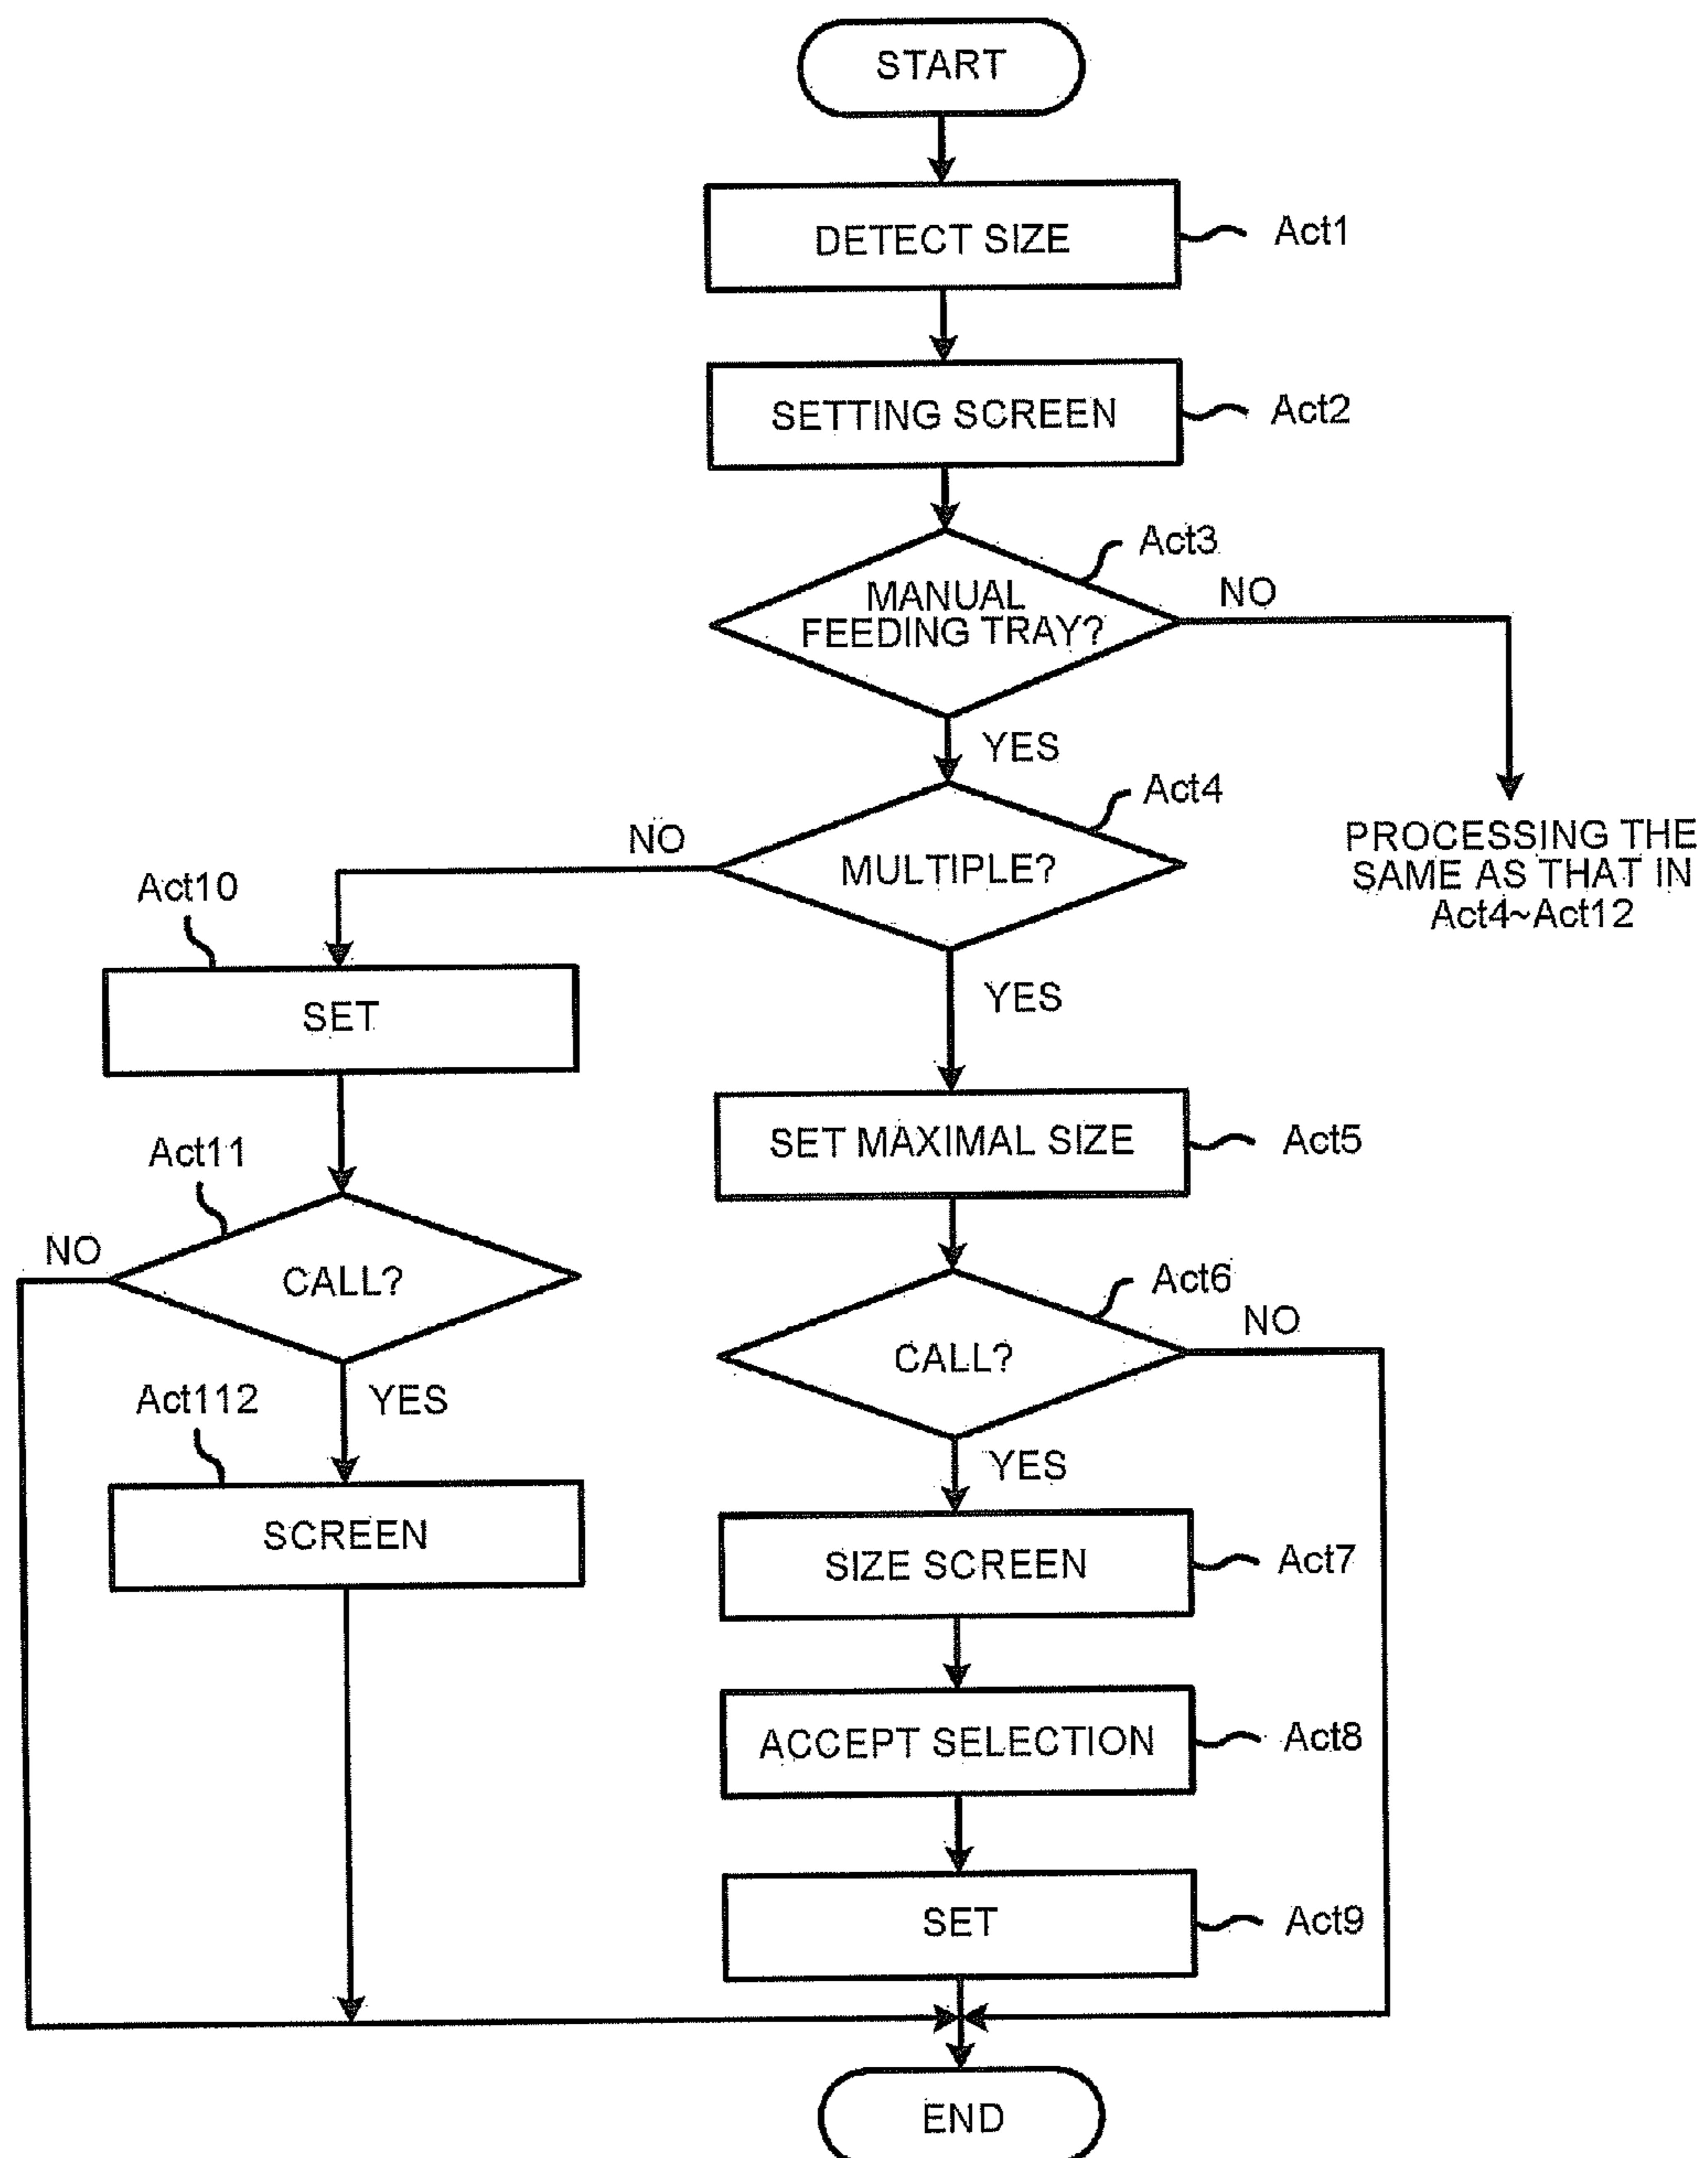 START
DETECT SIZE
Act1
SETTING SCREEN
Act2
Act3
MANUAL
FEEDING TRAY?
NO
YES
Act4
MULTIPLE?
NO
YES
PROCESSING THE
SAME AS THAT IN
Act4~Act12
Act10
SET
Act11
CALL?
NO
YES
Act112
SCREEN
SET MAXIMAL SIZE
Act5
Act6
CALL?
NO
YES
SIZE SCREEN
Act7
ACCEPT SELECTION
Act8
SET
Act9
END